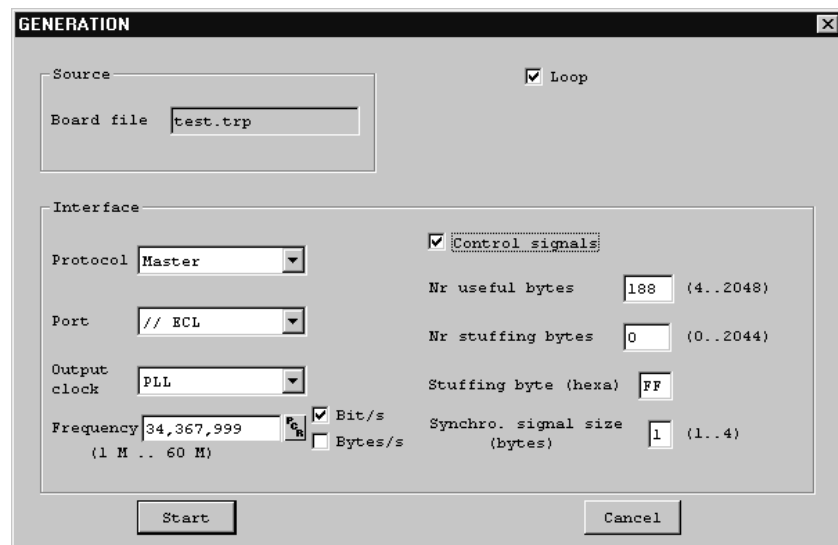 GENERATION
Source
Board file test.trp
Loop
Interface
Protocol Master
Port // ECL
Output
clock
PLL
Frequency 34,367,999 PCR
(1 M .. 60 M)
Bit/s
Bytes/s
Control signals
Nr useful bytes 188 (4..2048)
Nr stuffing bytes 0 (0..2044)
Stuffing byte (hexa) FF
Synchro. signal size
(bytes)
1 (1..4)
Start
Cancel